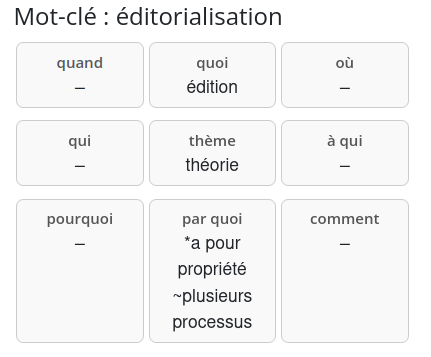 Mot-clé : éditorialisation
quand
–
quoi
édition
où
–
qui
–
thème
théorie
à qui
–
pourquoi
–
par quoi
*a pour
propriété
~plusieurs
processus
comment
–